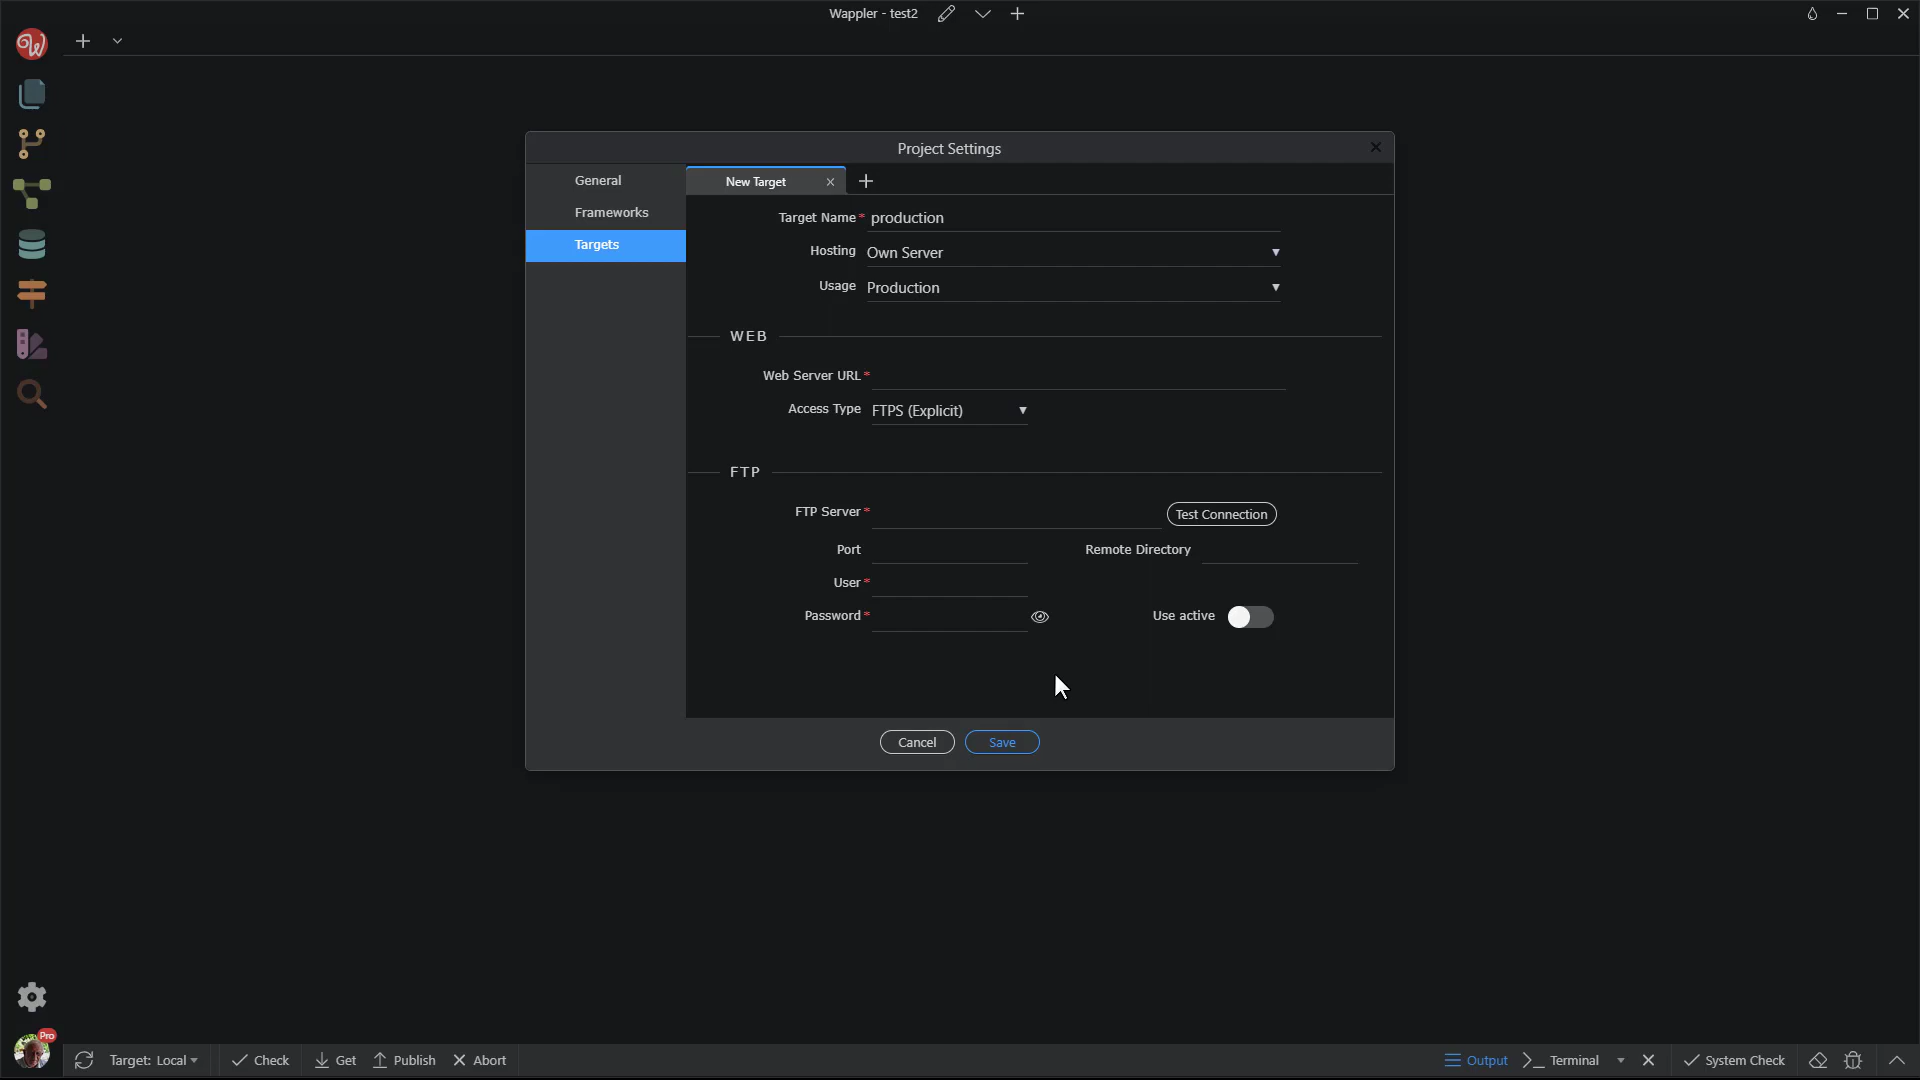 Wappler - test2
Project Settings
General
Frameworks
Targets
New Target
Target Name * production
Hosting Own Server
Usage Production
WEB
Web Server URL *
Access Type FTPS (Explicit)
FTP
FTP Server * Test Connection
Port Remote Directory
User *
Password * Use active
Cancel Save
Pro
Target: Local Check Get Publish Abort Output Terminal System Check